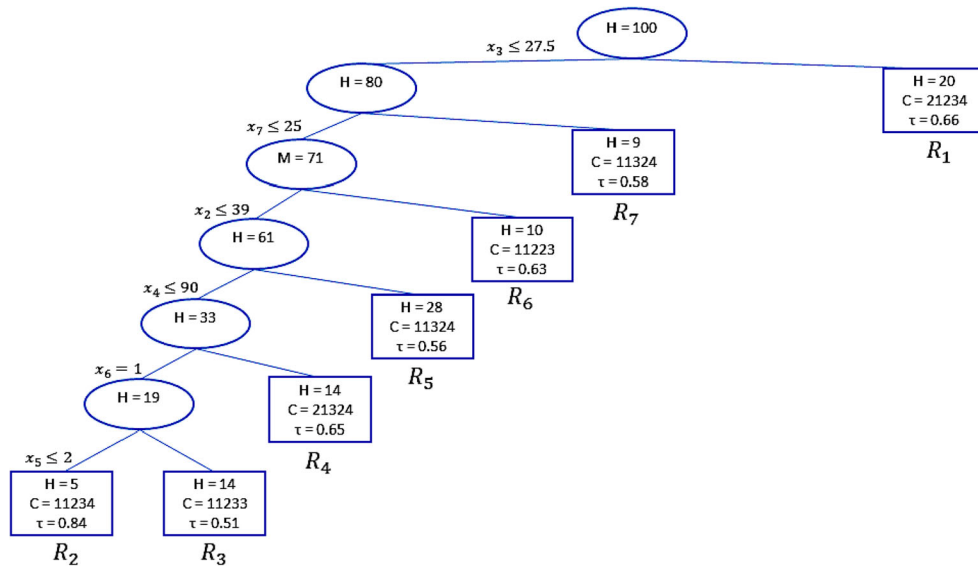 H = 100
x₃ ≤ 27.5
H = 80
H = 20
C = 21234
τ = 0.66
R₁
x₇ ≤ 25
M = 71
H = 9
C = 11324
τ = 0.58
R₇
x₂ ≤ 39
H = 61
H = 10
C = 11223
τ = 0.63
R₆
x₄ ≤ 90
H = 33
H = 28
C = 11324
τ = 0.56
R₅
x₆ = 1
H = 19
H = 14
C = 21324
τ = 0.65
R₄
x₅ ≤ 2
H = 5
C = 11234
τ = 0.84
R₂
H = 14
C = 11233
τ = 0.51
R₃